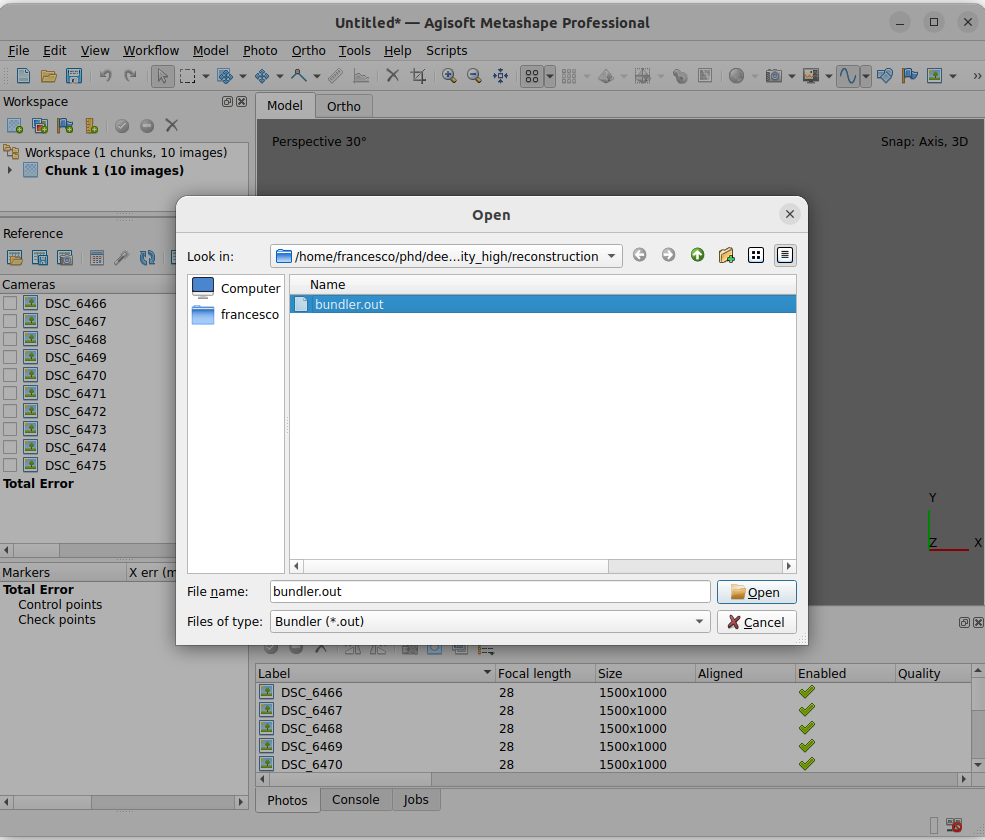 Untitled* — Agisoft Metashape Professional
File Edit View Workflow Model Photo Ortho Tools Help Scripts
Workspace
Workspace (1 chunks, 10 images)
Chunk 1 (10 images)
Model Ortho
Perspective 30°
Snap: Axis, 3D
Reference
Cameras
DSC_6466
DSC_6467
DSC_6468
DSC_6469
DSC_6470
DSC_6471
DSC_6472
DSC_6473
DSC_6474
DSC_6475
Total Error
Markers X err (m
Total Error
Control points
Check points
Open
Look in: /home/francesco/phd/dee...ity_high/reconstruction
Computer
francesco
Name
bundler.out
File name: bundler.out
Open
Files of type: Bundler (*.out)
Cancel
Y
Z X
Label Focal length Size Aligned Enabled Quality
DSC_6466 28 1500x1000
DSC_6467 28 1500x1000
DSC_6468 28 1500x1000
DSC_6469 28 1500x1000
DSC_6470 28 1500x1000
Photos Console Jobs